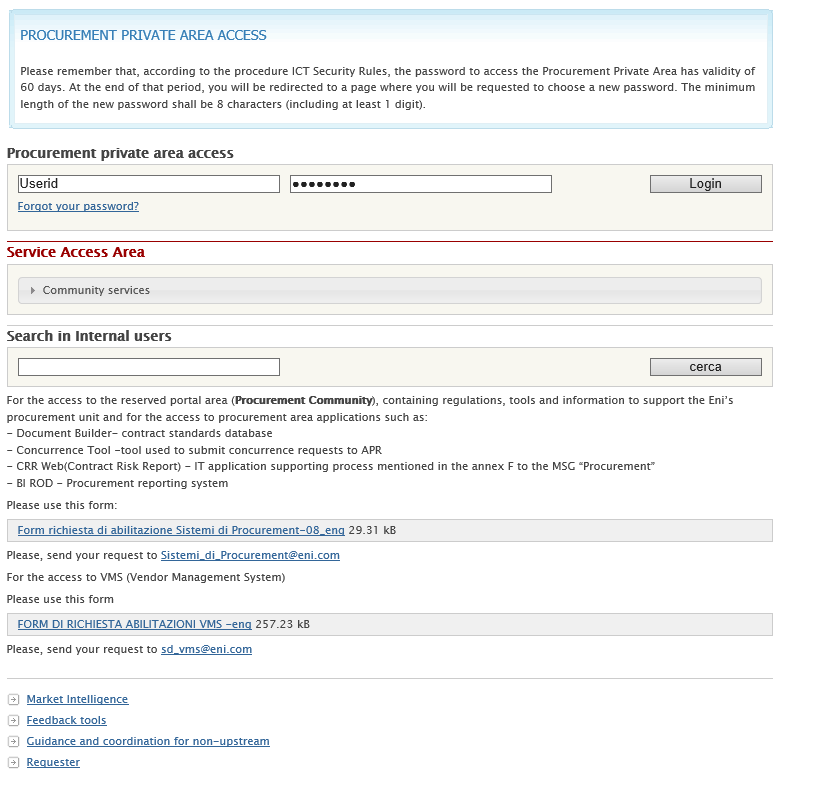 PROCUREMENT PRIVATE AREA ACCESS
Please remember that, according to the procedure ICT Security Rules, the password to access the Procurement Private Area has validity of
60 days. At the end of that period, you will be redirected to a page where you will be requested to choose a new password. The minimum
length of the new password shall be 8 characters (including at least 1 digit).
Procurement private area access
Userid ●●●●●●●● Login
Forgot your password?
Service Access Area
Community services
Search in Internal users
cerca
For the access to the reserved portal area (Procurement Community), containing regulations, tools and information to support the Eni’s
procurement unit and for the access to procurement area applications such as:
- Document Builder- contract standards database
- Concurrence Tool -tool used to submit concurrence requests to APR
- CRR Web(Contract Risk Report) - IT application supporting process mentioned in the annex F to the MSG “Procurement”
- BI ROD - Procurement reporting system
Please use this form:
Form richiesta di abilitazione Sistemi di Procurement-08_eng 29.31 kB
Please, send your request to Sistemi_di_Procurement@eni.com
For the access to VMS (Vendor Management System)
Please use this form
FORM DI RICHIESTA ABILITAZIONI VMS -eng 257.23 kB
Please, send your request to sd_vms@eni.com
Market Intelligence
Feedback tools
Guidance and coordination for non-upstream
Requester